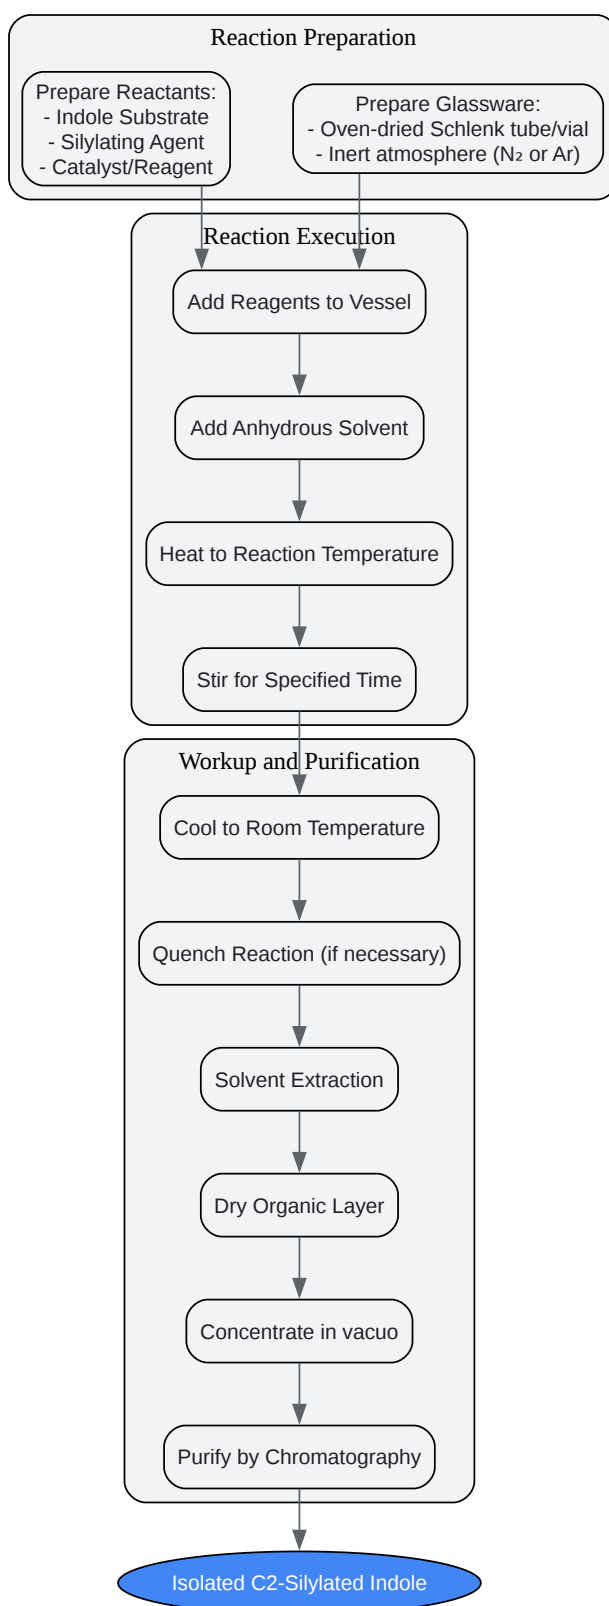 Reaction Preparation
Prepare Reactants:
- Indole Substrate
- Silylating Agent
- Catalyst/Reagent
Prepare Glassware:
- Oven-dried Schlenk tube/vial
- Inert atmosphere (N₂ or Ar)
Reaction Execution
Add Reagents to Vessel
Add Anhydrous Solvent
Heat to Reaction Temperature
Stir for Specified Time
Workup and Purification
Cool to Room Temperature
Quench Reaction (if necessary)
Solvent Extraction
Dry Organic Layer
Concentrate in vacuo
Purify by Chromatography
Isolated C2-Silylated Indole